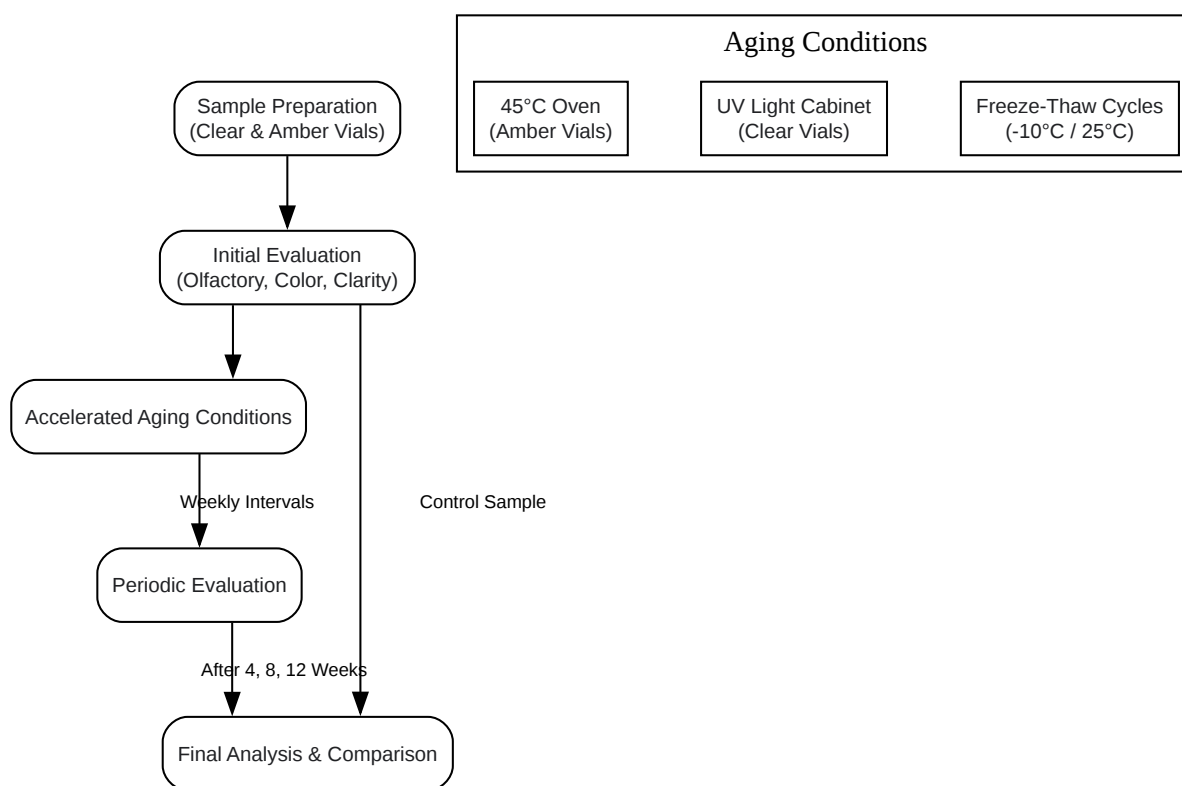 Aging Conditions
45°C Oven
(Amber Vials)
UV Light Cabinet
(Clear Vials)
Freeze-Thaw Cycles
(-10°C / 25°C)
Sample Preparation
(Clear & Amber Vials)
Initial Evaluation
(Olfactory, Color, Clarity)
Accelerated Aging Conditions
Weekly Intervals
Control Sample
Periodic Evaluation
After 4, 8, 12 Weeks
Final Analysis & Comparison